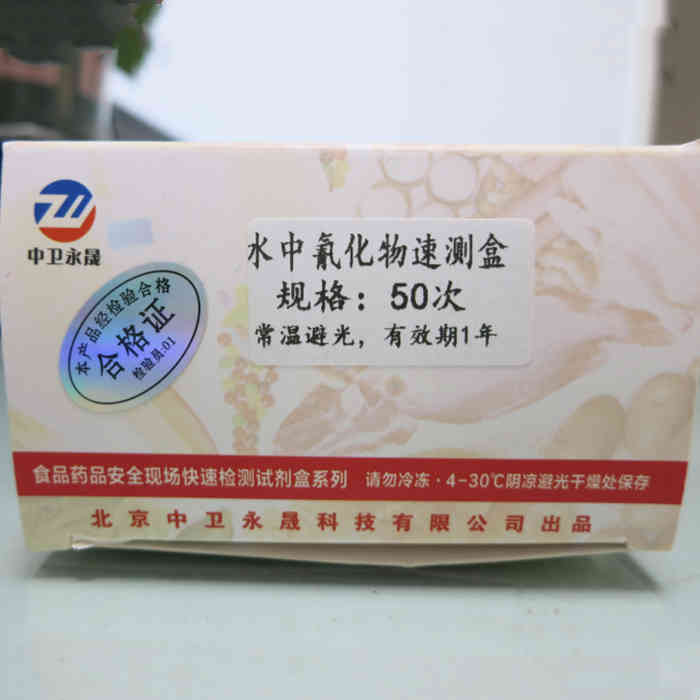 中卫永晟
本产品经检验合格
合格证
检验员:01
水中氰化物速测盒
规格：50次
常温避光，有效期1年
食品药品安全现场快速检测试剂盒系列 请勿冷冻·4-30℃阴凉避光干燥处保存
北京中卫永晟科技有限公司出品